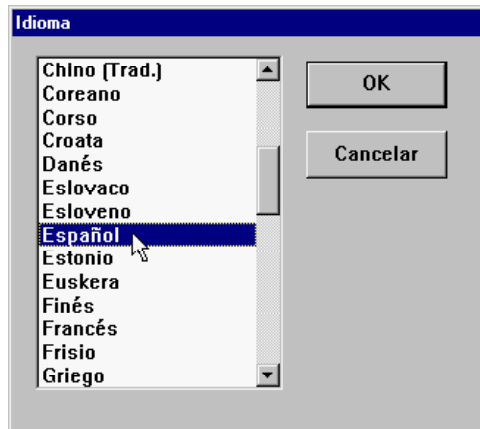 Idioma
Chino (Trad.)
Coreano
Corso
Croata
Danés
Eslovaco
Esloveno
Español
Estonio
Euskera
Finés
Francés
Frisio
Griego
OK
Cancelar